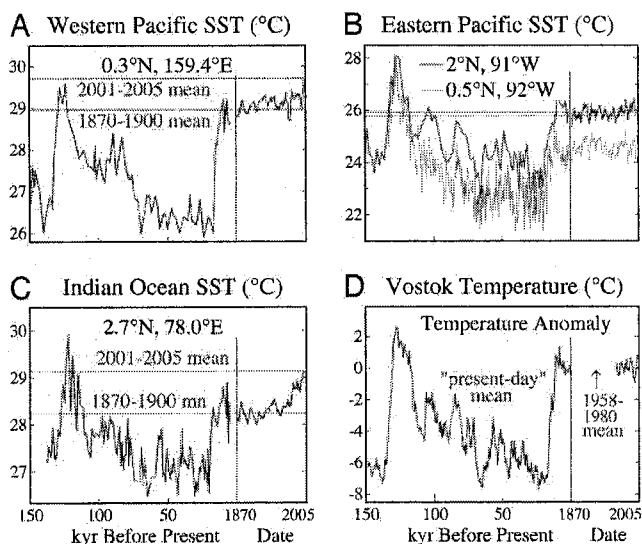 A Western Pacific SST (°C)
0.3°N, 159.4°E
30
2001-2005 mean
29
1870-1900 mean
28
27
26
B Eastern Pacific SST (°C)
28
2°N, 91°W
0.5°N, 92°W
26
24
22
C Indian Ocean SST (°C)
2.7°N, 78.0°E
30
2001-2005 mean
29
1870-1900 mn
28
27
150 100 50 1870 2005
kyr Before Present Date
D Vostok Temperature (°C)
Temperature Anomaly
2
0
"present-day"
mean
↑
1958-
1980
mean
-2
-4
-6
-8
150 100 50 1870 2005
kyr Before Present Date